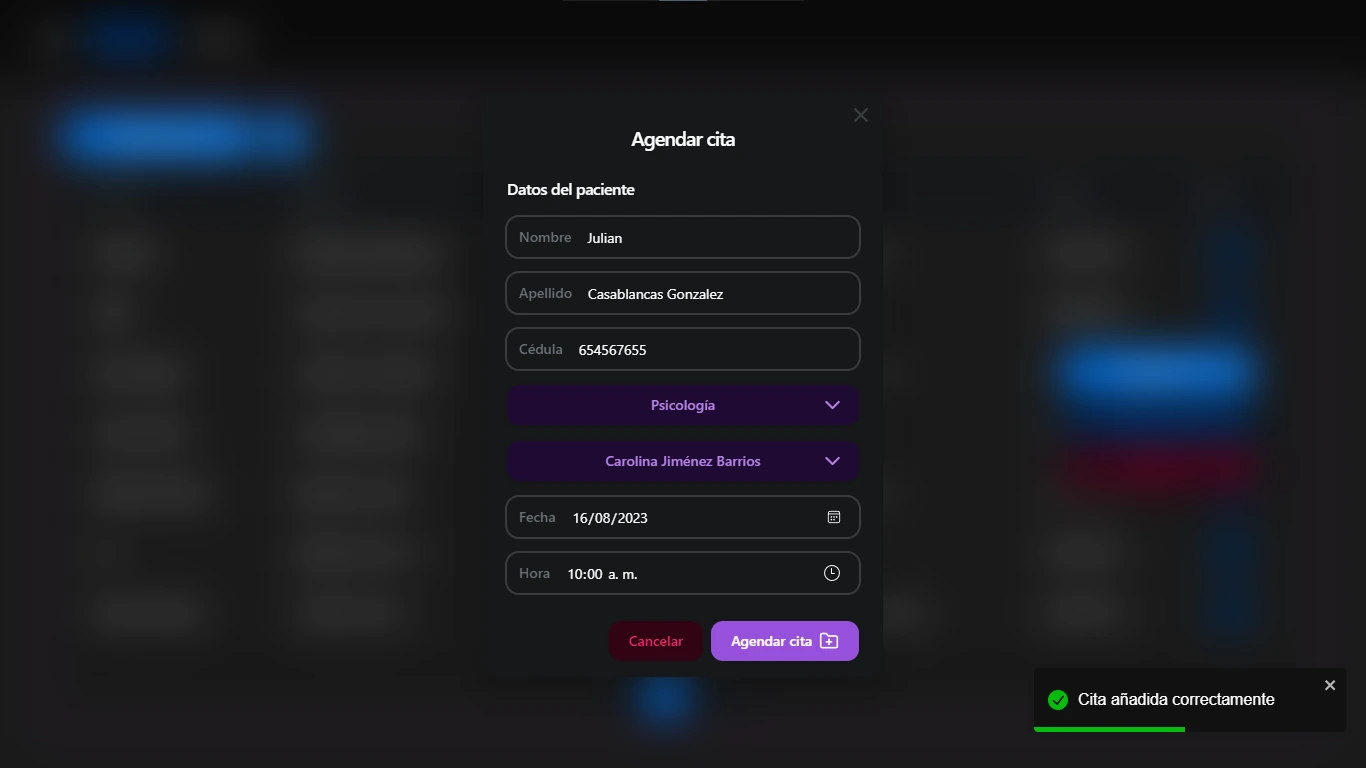 Agendar cita
Datos del paciente
Nombre Julian
Apellido Casablancas Gonzalez
Cédula 654567655
Psicología
Carolina Jiménez Barrios
Fecha 16/08/2023
Hora 10:00 a. m.
Cancelar Agendar cita
Cita añadida correctamente